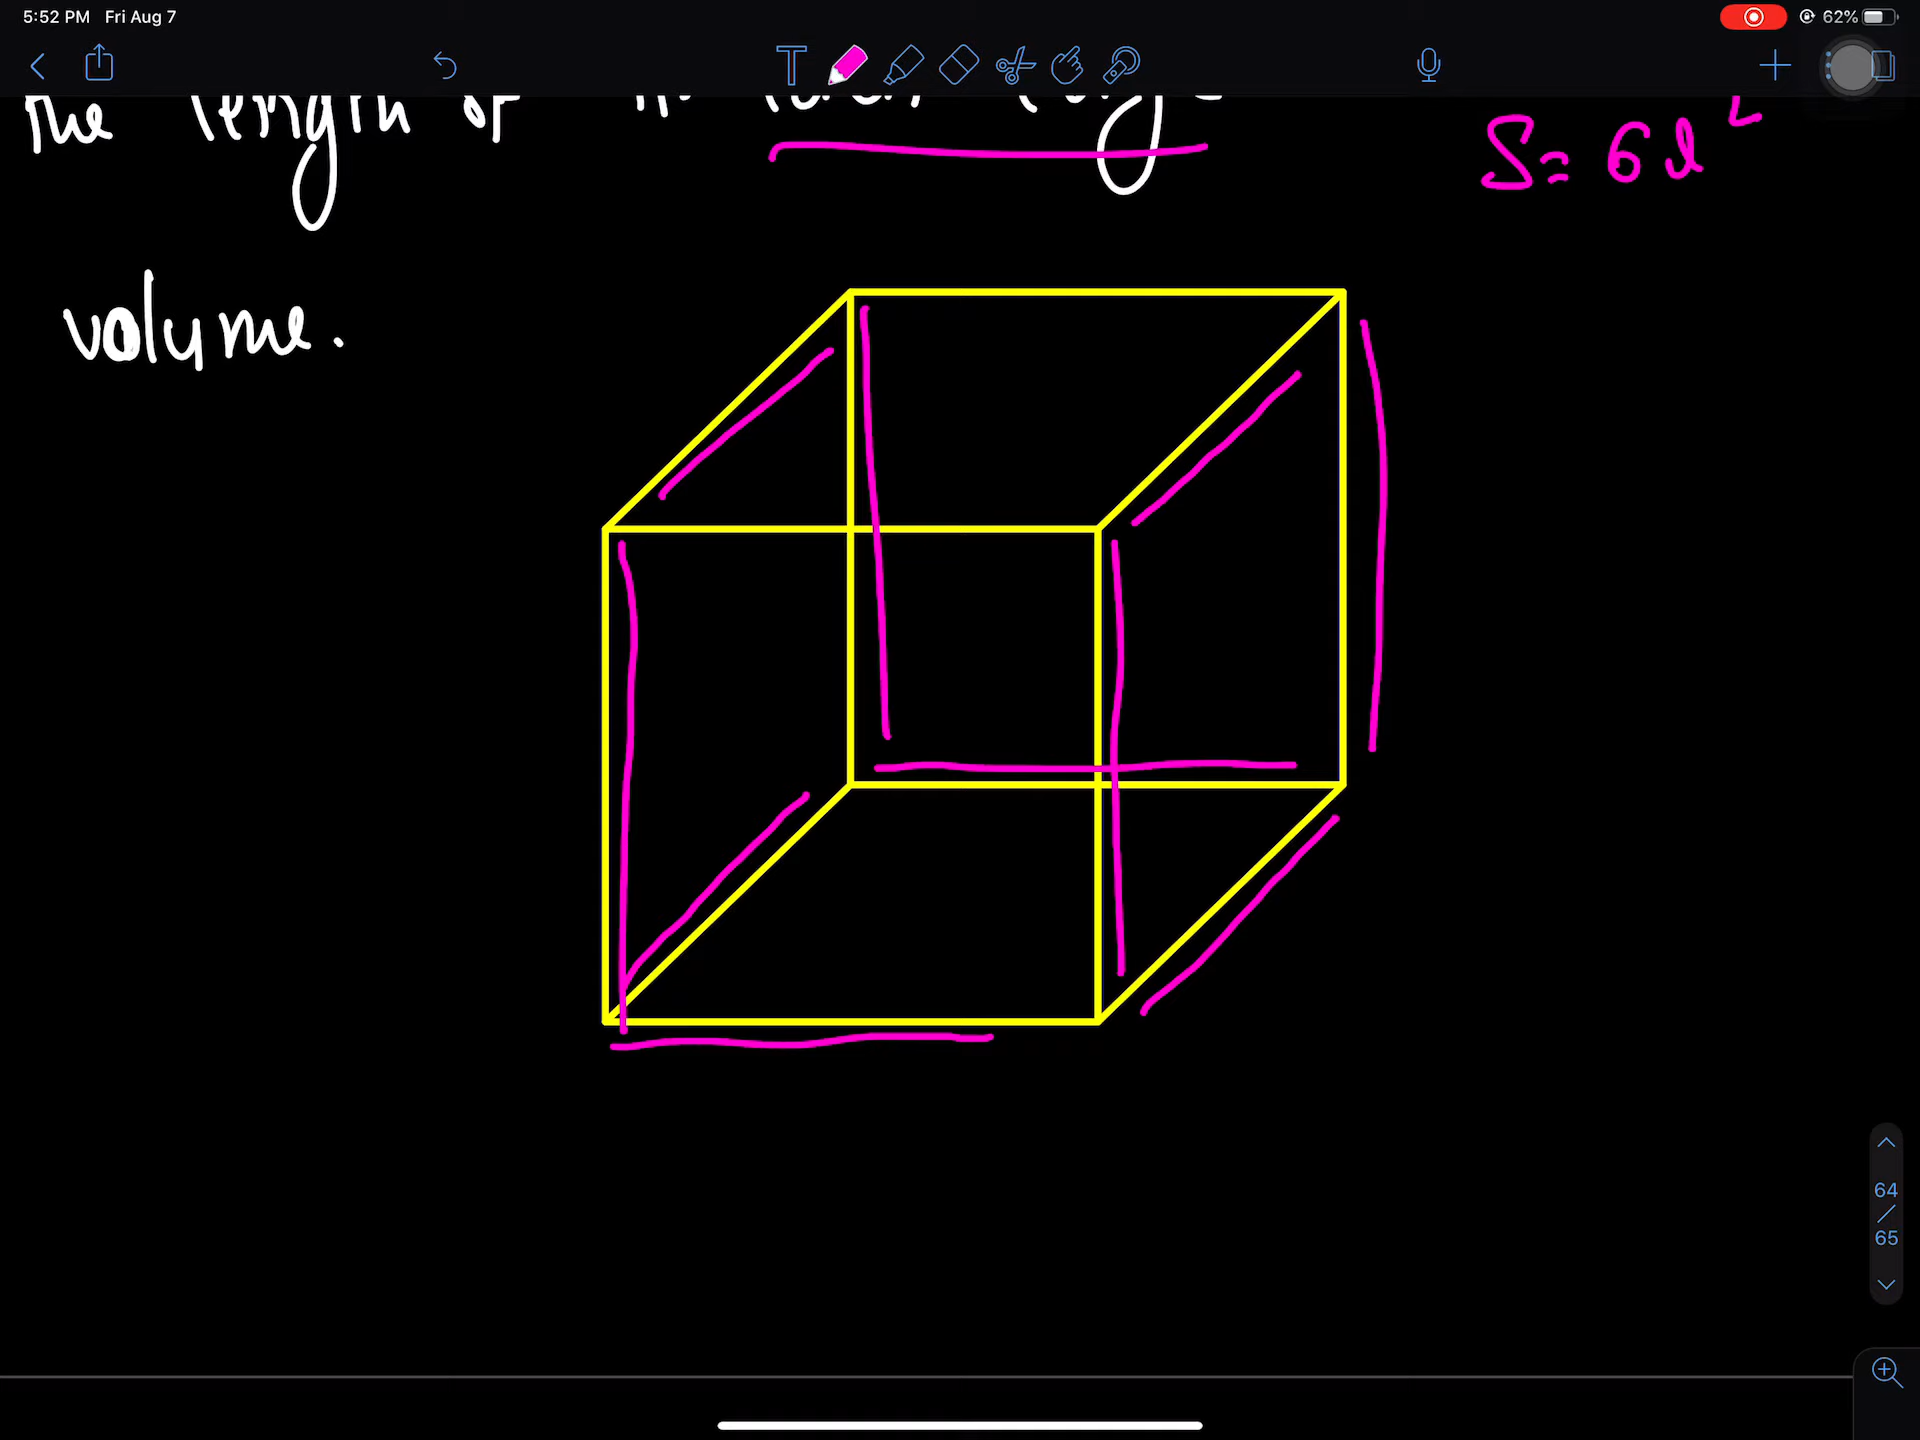 5:52 PM Fri Aug 7
62%
The length of
S = 6l²
volume.
64
/
65